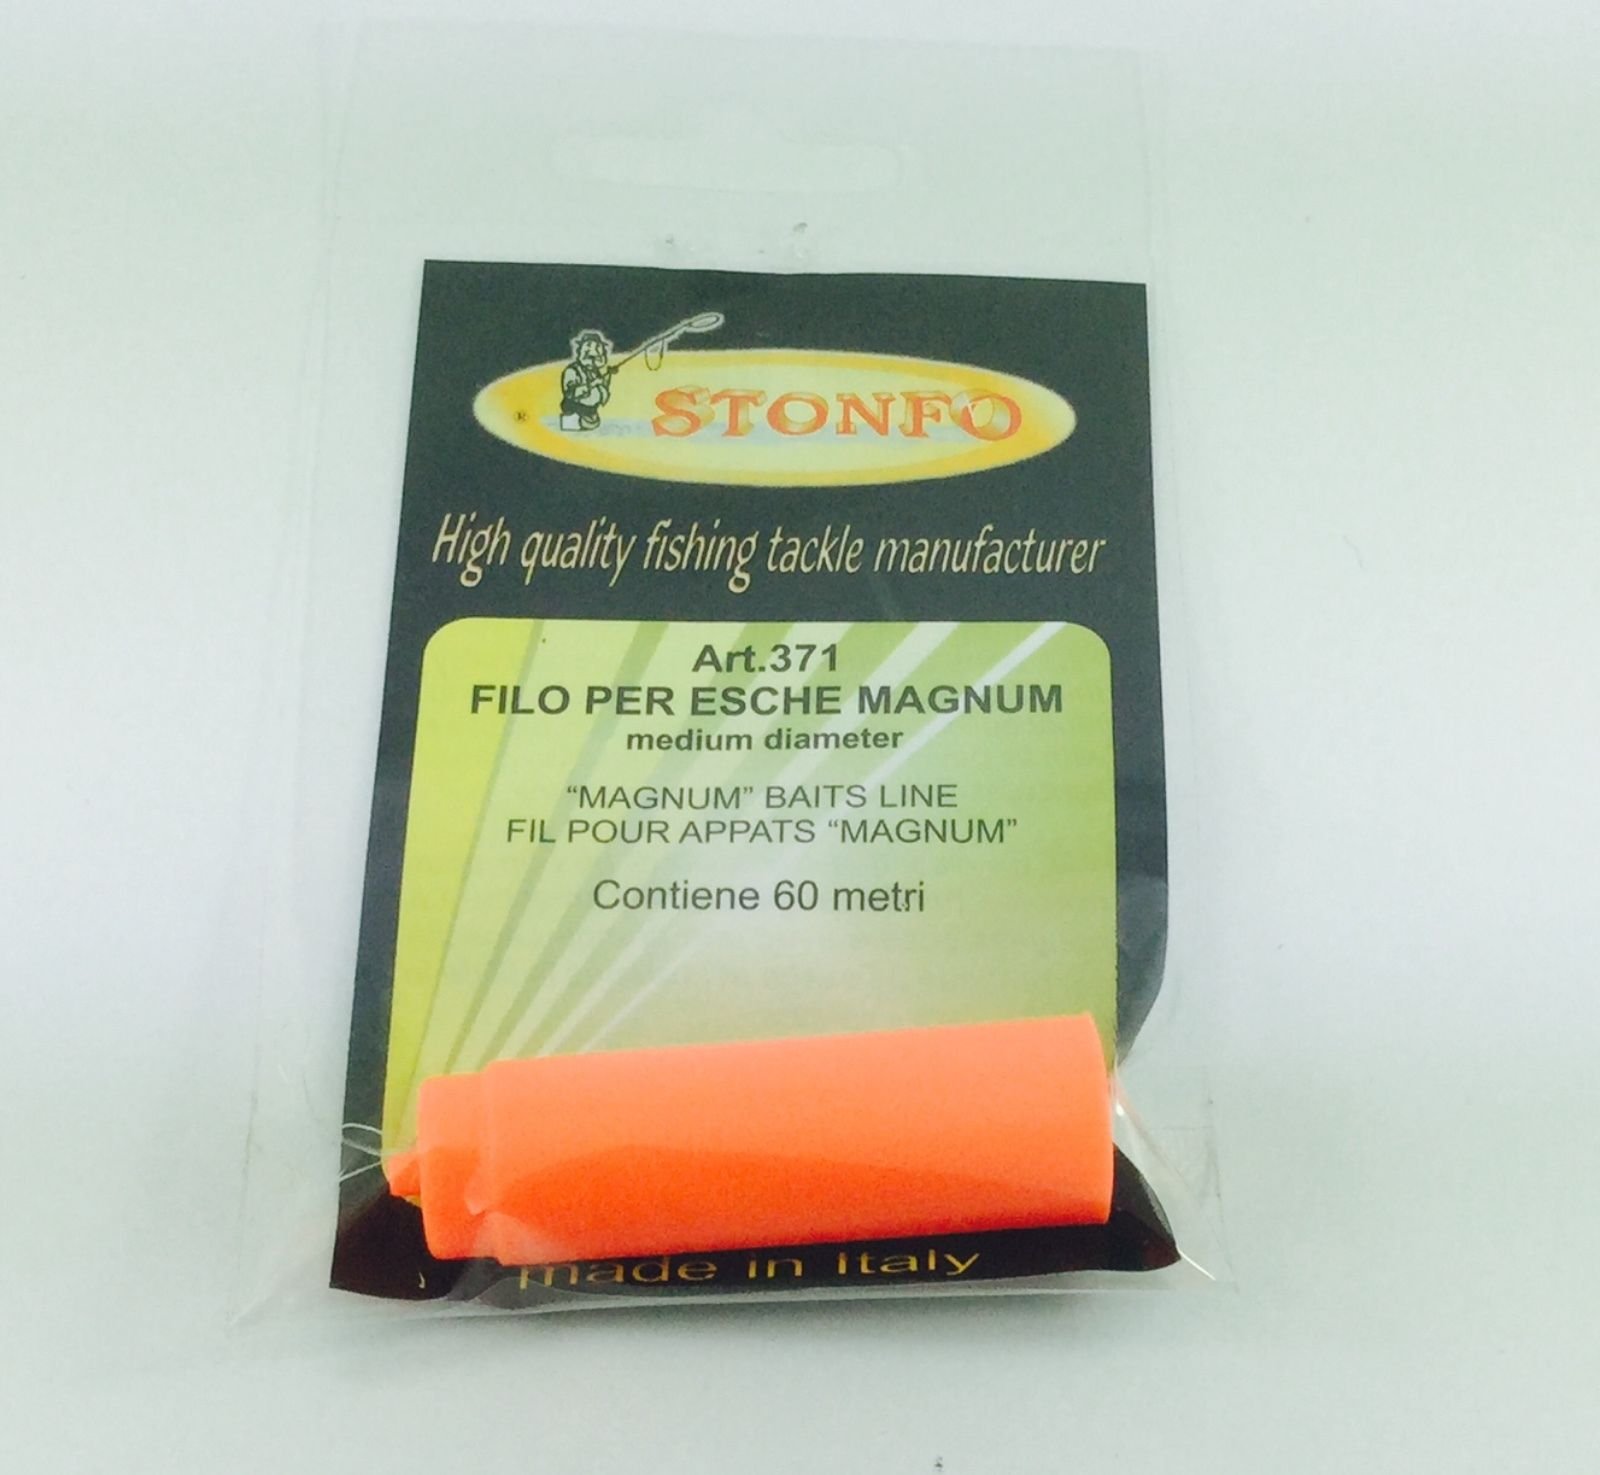 STONFO
®
High quality fishing tackle manufacturer
Art.371
FILO PER ESCHE MAGNUM
medium diameter
“MAGNUM” BAITS LINE
FIL POUR APPATS “MAGNUM”
Contiene 60 metri
made in Italy